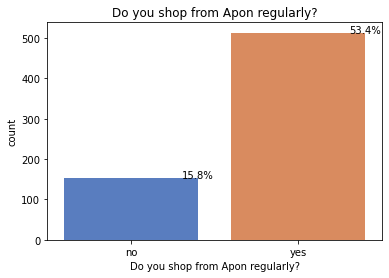 Do you shop from Apon regularly?
53.4%
500
400
300
200
15.8%
100
0
count
no
yes
Do you shop from Apon regularly?